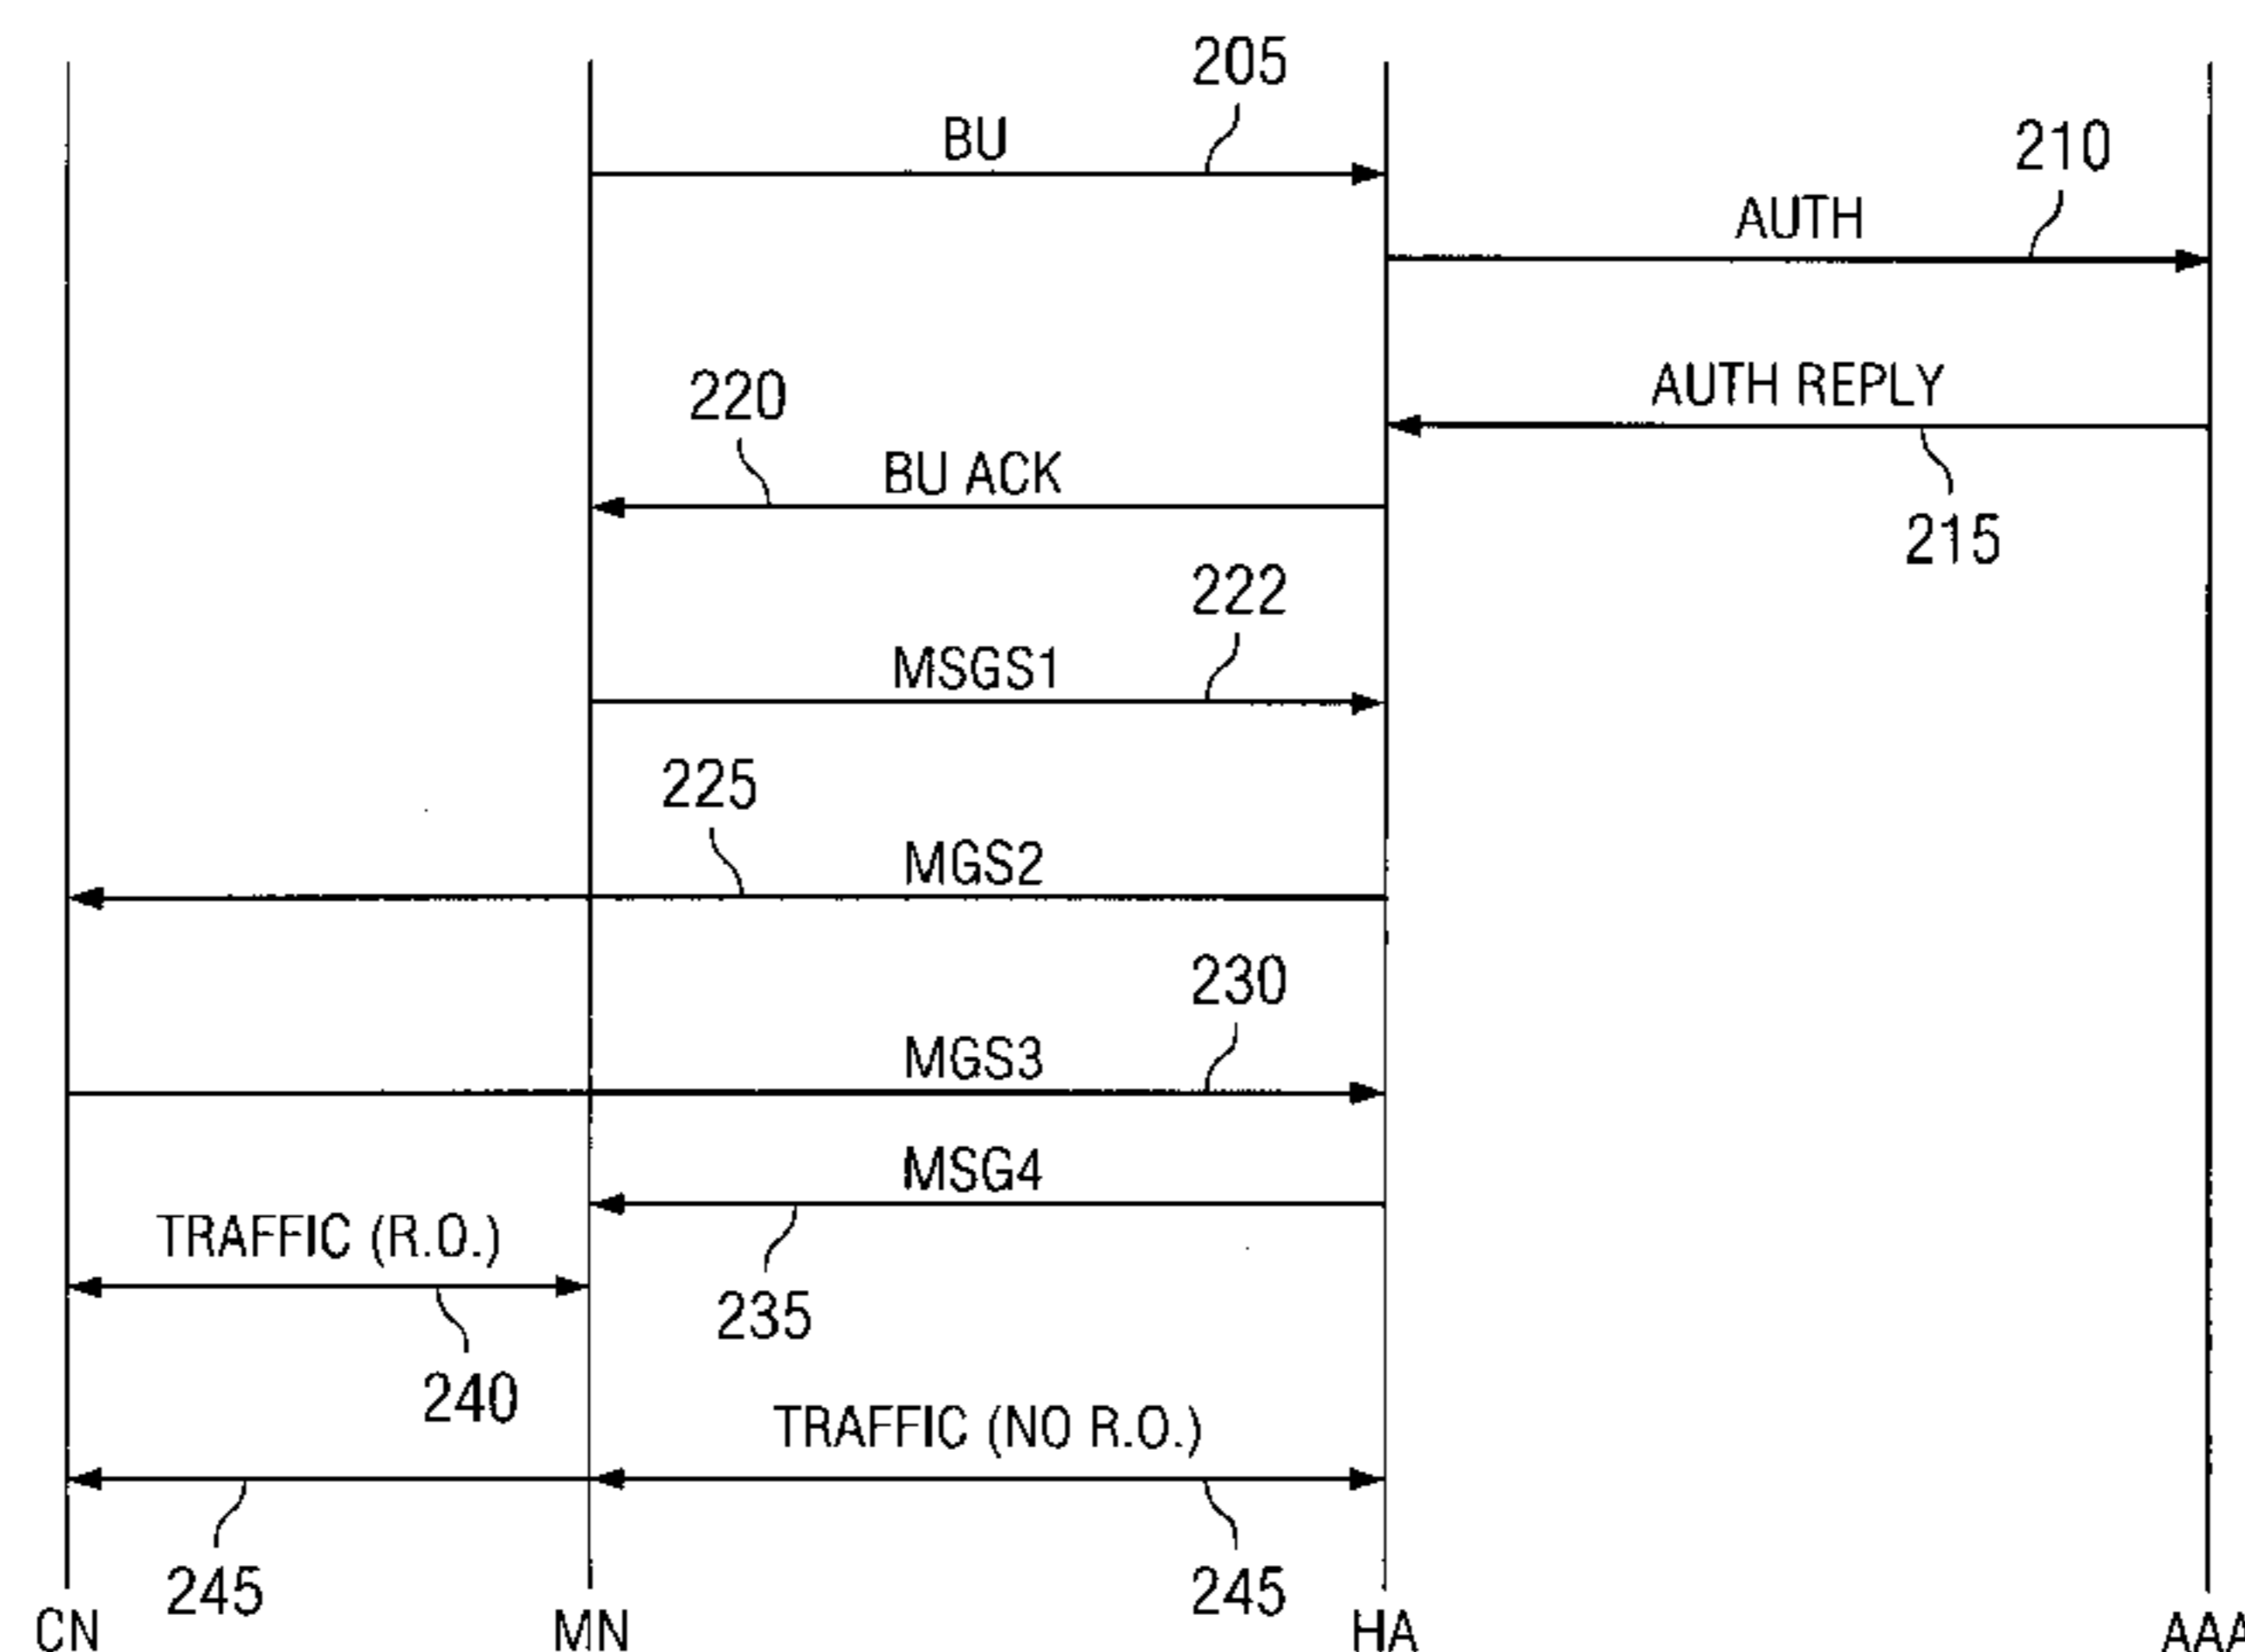 205
BU
210
AUTH
AUTH REPLY
220
BU ACK
215
222
MSGS1
225
MGS2
230
MGS3
MSG4
TRAFFIC (R.O.)
235
240
TRAFFIC (NO R.O.)
245
245
CN
MN
HA
AAA